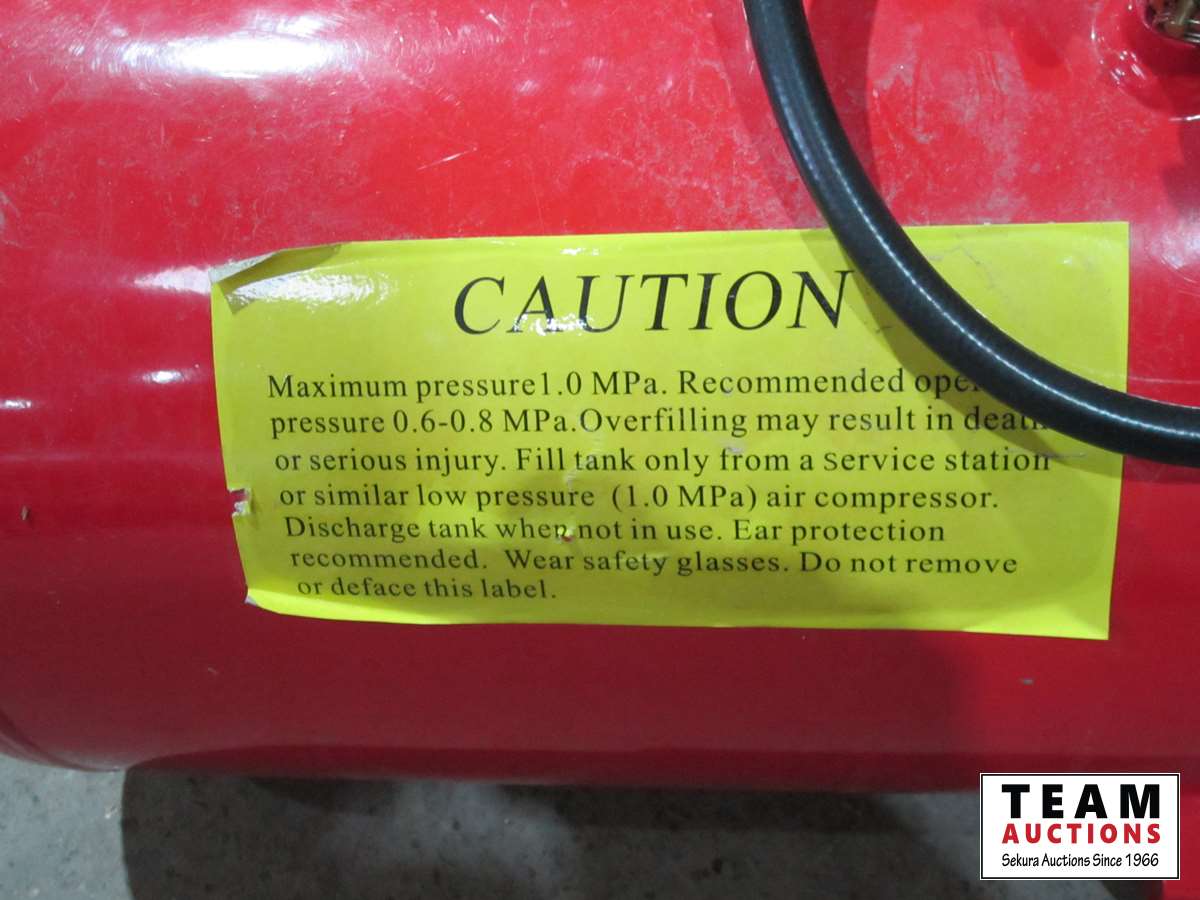 CAUTION
Maximum pressure1.0 MPa. Recommended
pressure 0.6-0.8 MPa.Overfilling may result in death
or serious injury. Fill tank only from a service station
or similar low pressure (1.0 MPa) air compressor.
Discharge tank when not in use. Ear protection
recommended. Wear safety glasses. Do not remove
or deface this label.
TEAM
AUCTIONS
Sekura Auctions Since 1966